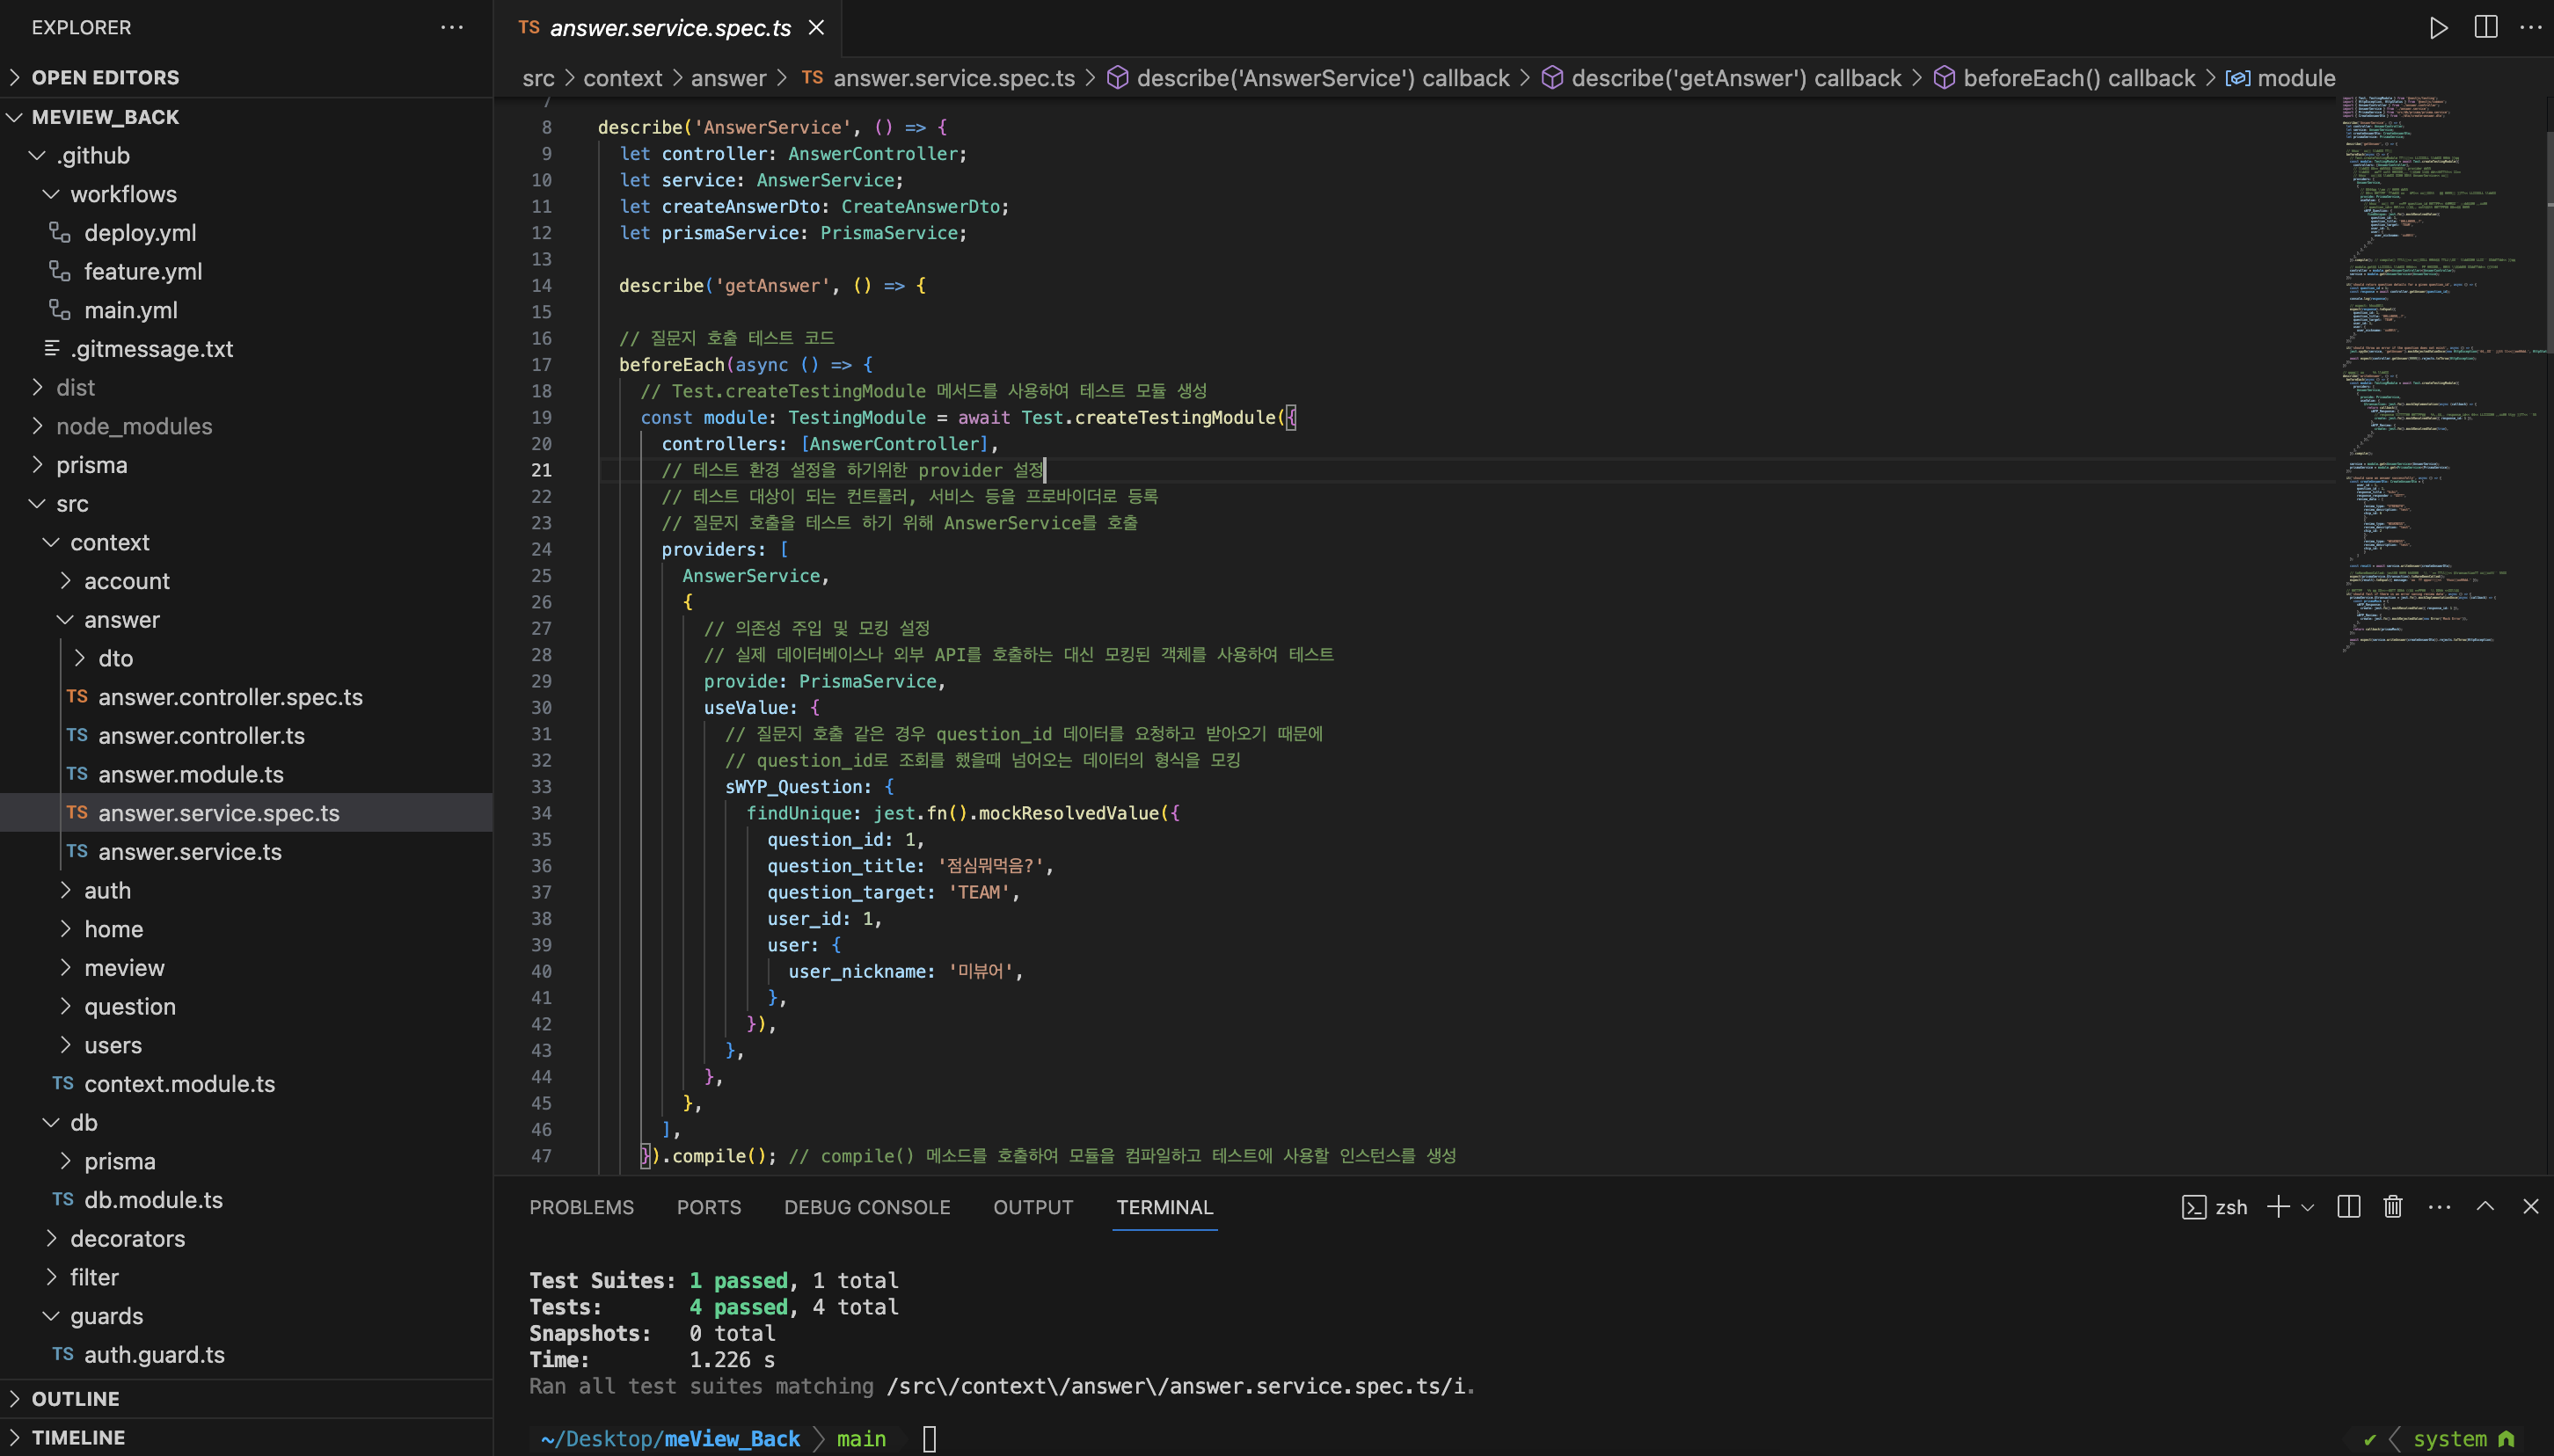 EXPLORER
OPEN EDITORS
MEVIEW_BACK
.github
workflows
deploy.yml
feature.yml
main.yml
.gitmessage.txt
dist
node_modules
prisma
src
context
account
answer
dto
TS answer.controller.spec.ts
TS answer.controller.ts
TS answer.module.ts
TS answer.service.spec.ts
TS answer.service.ts
auth
home
meview
question
users
TS context.module.ts
db
prisma
TS db.module.ts
decorators
filter
guards
TS auth.guard.ts
OUTLINE
TIMELINE
TS answer.service.spec.ts
src > context > answer > TS answer.service.spec.ts > describe('AnswerService') callback > describe('getAnswer') callback > beforeEach() callback > module
7
8 describe('AnswerService', () => {
9 let controller: AnswerController;
10 let service: AnswerService;
11 let createAnswerDto: CreateAnswerDto;
12 let prismaService: PrismaService;
13
14 describe('getAnswer', () => {
15
16 // 질문지 호출 테스트 코드
17 beforeEach(async () => {
18 // Test.createTestingModule 메서드를 사용하여 테스트 모듈 생성
19 const module: TestingModule = await Test.createTestingModule({
20 controllers: [AnswerController],
21 // 테스트 환경 설정을 하기위한 provider 설정
22 // 테스트 대상이 되는 컨트롤러, 서비스 등을 프로바이더로 등록
23 // 질문지 호출을 테스트 하기 위해 AnswerService를 호출
24 providers: [
25 AnswerService,
26 {
27 // 의존성 주입 및 모킹 설정
28 // 실제 데이터베이스나 외부 API를 호출하는 대신 모킹된 객체를 사용하여 테스트
29 provide: PrismaService,
30 useValue: {
31 // 질문지 호출 같은 경우 question_id 데이터를 요청하고 받아오기 때문에
32 // question_id로 조회를 했을때 넘어오는 데이터의 형식을 모킹
33 sWYP_Question: {
34 findUnique: jest.fn().mockResolvedValue({
35 question_id: 1,
36 question_title: '점심뭐먹음?',
37 question_target: 'TEAM',
38 user_id: 1,
39 user: {
40 user_nickname: '미뷰어',
41 },
42 }),
43 },
44 },
45 },
46 ],
47 }).compile(); // compile() 메소드를 호출하여 모듈을 컴파일하고 테스트에 사용할 인스턴스를 생성
PROBLEMS PORTS DEBUG CONSOLE OUTPUT TERMINAL zsh
Test Suites: 1 passed, 1 total
Tests: 4 passed, 4 total
Snapshots: 0 total
Time: 1.226 s
Ran all test suites matching /src\/context\/answer\/answer.service.spec.ts/i.
~/Desktop/meView_Back main system